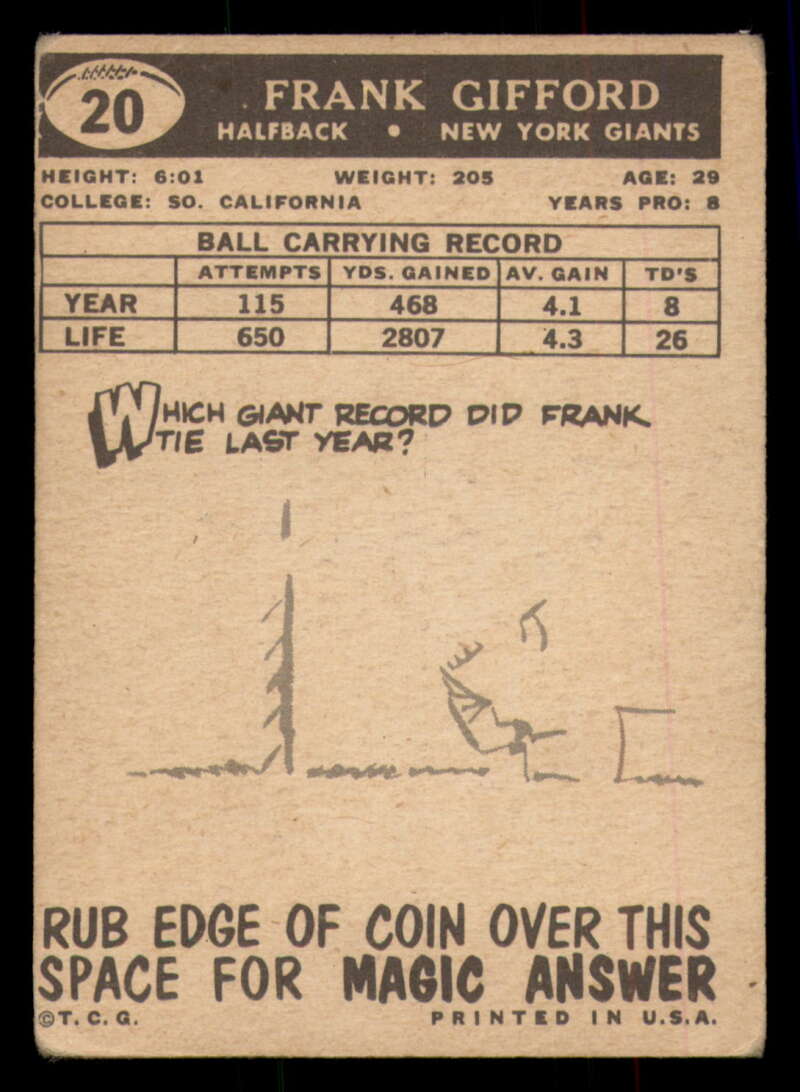 20
FRANK GIFFORD
HALFBACK • NEW YORK GIANTS
HEIGHT: 6:01 WEIGHT: 205 AGE: 29
COLLEGE: SO. CALIFORNIA YEARS PRO: 8
BALL CARRYING RECORD
ATTEMPTS YDS. GAINED AV. GAIN TD'S
YEAR 115 468 4.1 8
LIFE 650 2807 4.3 26
WHICH GIANT RECORD DID FRANK
TIE LAST YEAR?
RUB EDGE OF COIN OVER THIS
SPACE FOR MAGIC ANSWER
©T.C.G. PRINTED IN U.S.A.